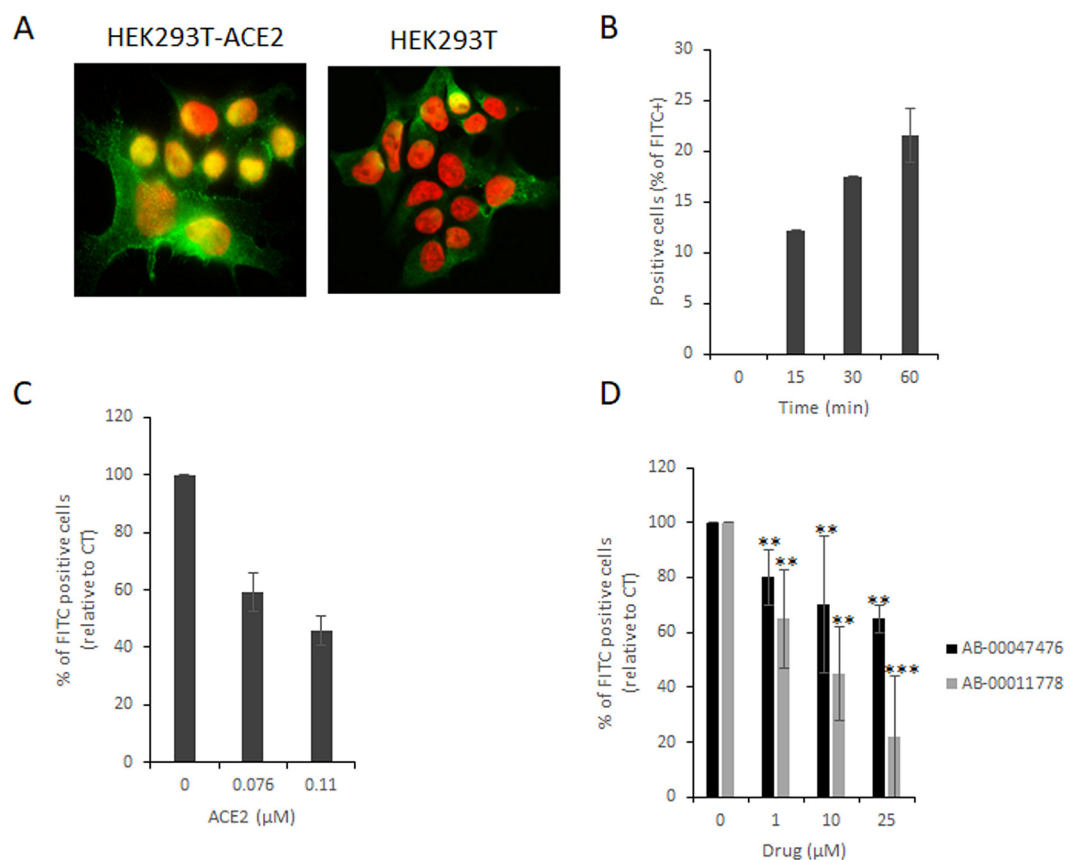 A
HEK293T-ACE2
HEK293T
B
Positive cells (% of FITC+)
30
25
20
15
10
5
0
0 15 30 60
Time (min)
C
% of FITC positive cells
(relative to CT)
120
100
80
60
40
20
0
0 0.076 0.11
ACE2 (μM)
D
% of FITC positive cells
(relative to CT)
120
100
80
60
40
20
0
** ** ** ** ** ***
0 1 10 25
Drug (μM)
AB-00047476
AB-00011778